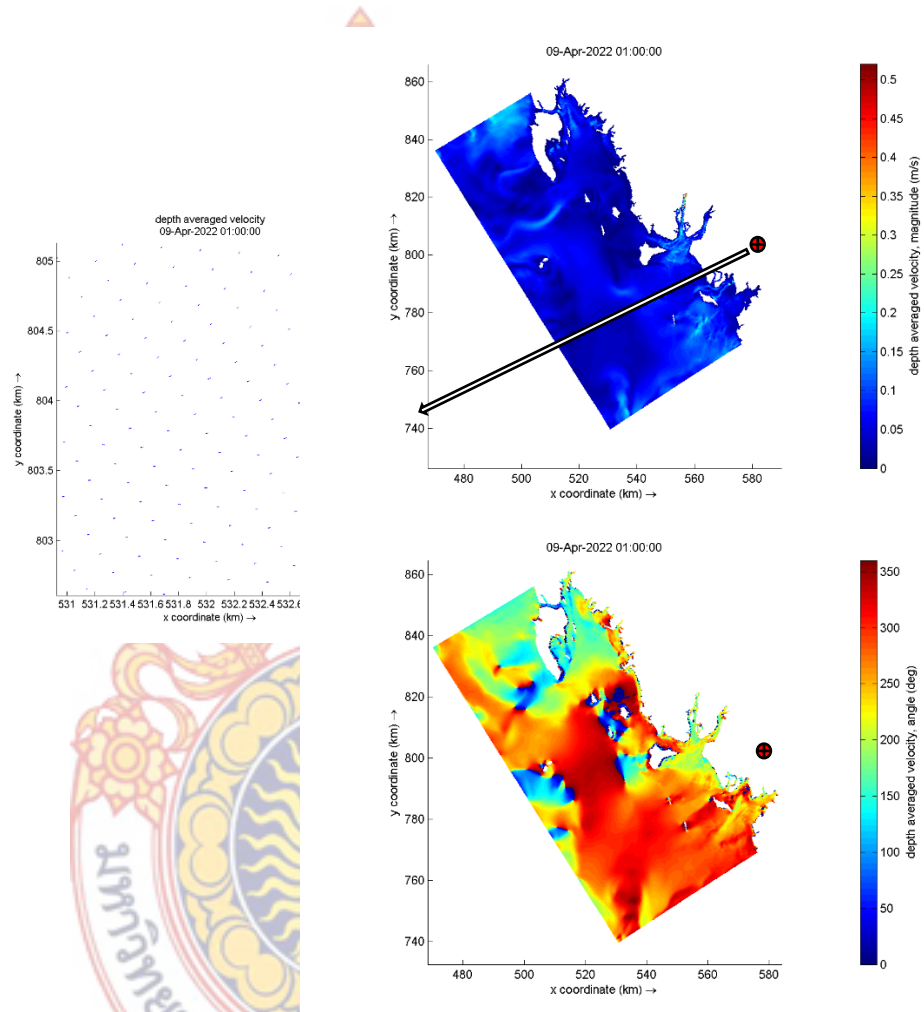 depth averaged velocity
09-Apr-2022 01:00:00
805
804.5
804
803.5
803
y coordinate (km) →
531 531.2 531.4 531.6 531.8 532 532.2 532.4 532.6
x coordinate (km) →
09-Apr-2022 01:00:00
860
840
820
800
780
760
740
y coordinate (km) →
480 500 520 540 560 580
x coordinate (km) →
0.5
0.45
0.4
0.35
0.3
0.25
0.2
0.15
0.1
0.05
0
depth averaged velocity, magnitude (m/s)
09-Apr-2022 01:00:00
860
840
820
800
780
760
740
y coordinate (km) →
480 500 520 540 560 580
x coordinate (km) →
350
300
250
200
150
100
50
0
depth averaged velocity, angle (deg)